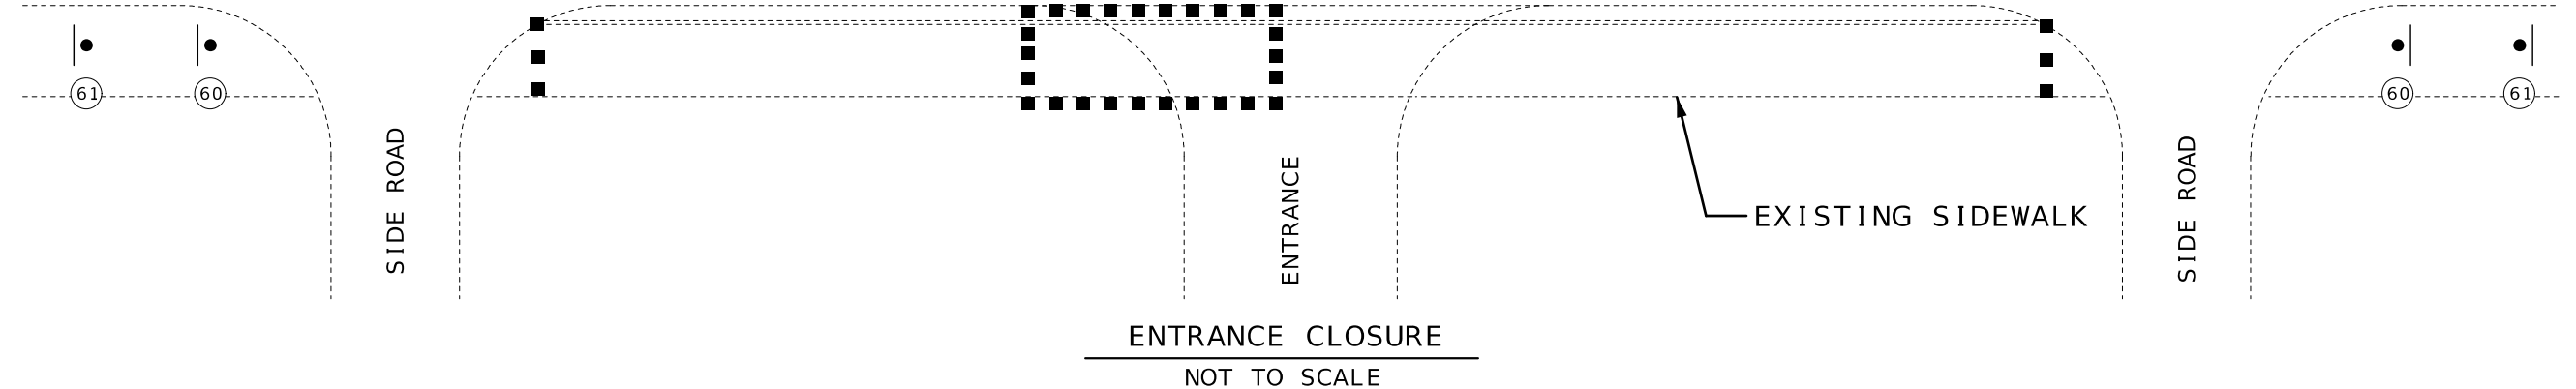 61
60
60
61
SIDE ROAD
ENTRANCE
SIDE ROAD
EXISTING SIDEWALK
ENTRANCE CLOSURE
NOT TO SCALE